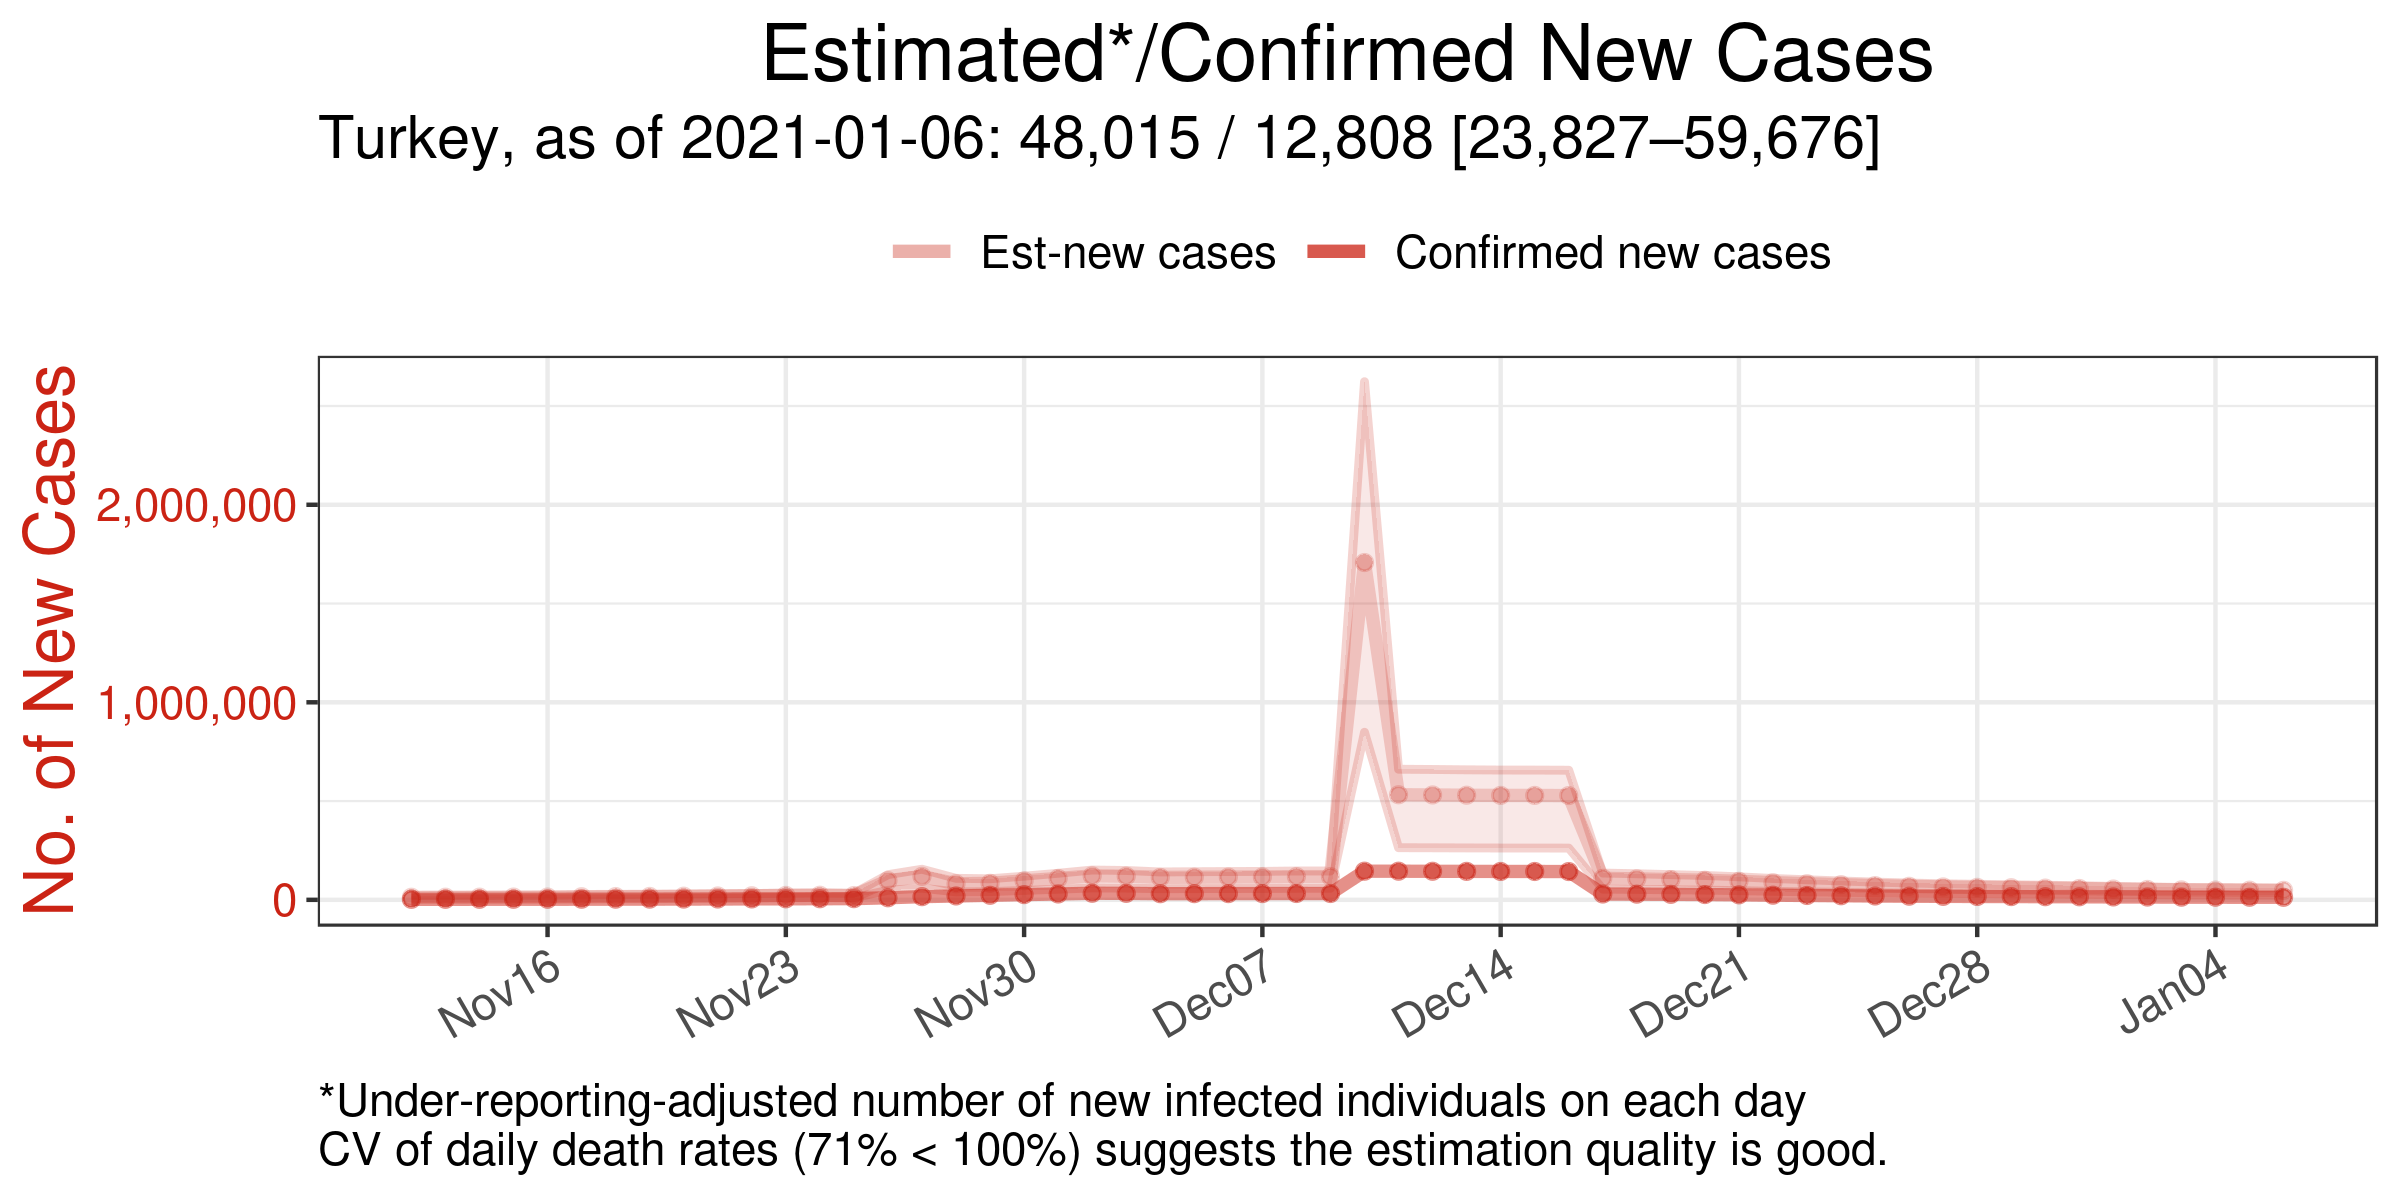 Estimated*/Confirmed New Cases
Turkey, as of 2021-01-06: 48,015 / 12,808 [23,827–59,676]
Est-new cases
Confirmed new cases
No. of New Cases
2,000,000
1,000,000
0
Nov16
Nov23
Nov30
Dec07
Dec14
Dec21
Dec28
Jan04
*Under-reporting-adjusted number of new infected individuals on each day
CV of daily death rates (71% < 100%) suggests the estimation quality is good.